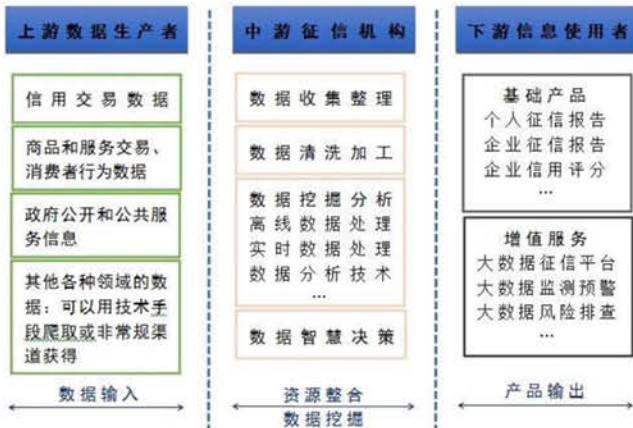 上游数据生产者
信用交易数据
商品和服务交易、
消费者行为数据
政府公开和公共服
务信息
其他各种领域的数
据：可以用技术手
段爬取或非常规渠
道获得
数据输入
中游征信机构
数据收集整理
数据清洗加工
数据挖掘分析
离线数据处理
实时数据处理
数据分析技术
…
数据智慧决策
资源整合
数据挖掘
下游信息使用者
基础产品
个人征信报告
企业征信报告
企业信用评分
…
增值服务
大数据征信平台
大数据监测预警
大数据风险排查
…
产品输出